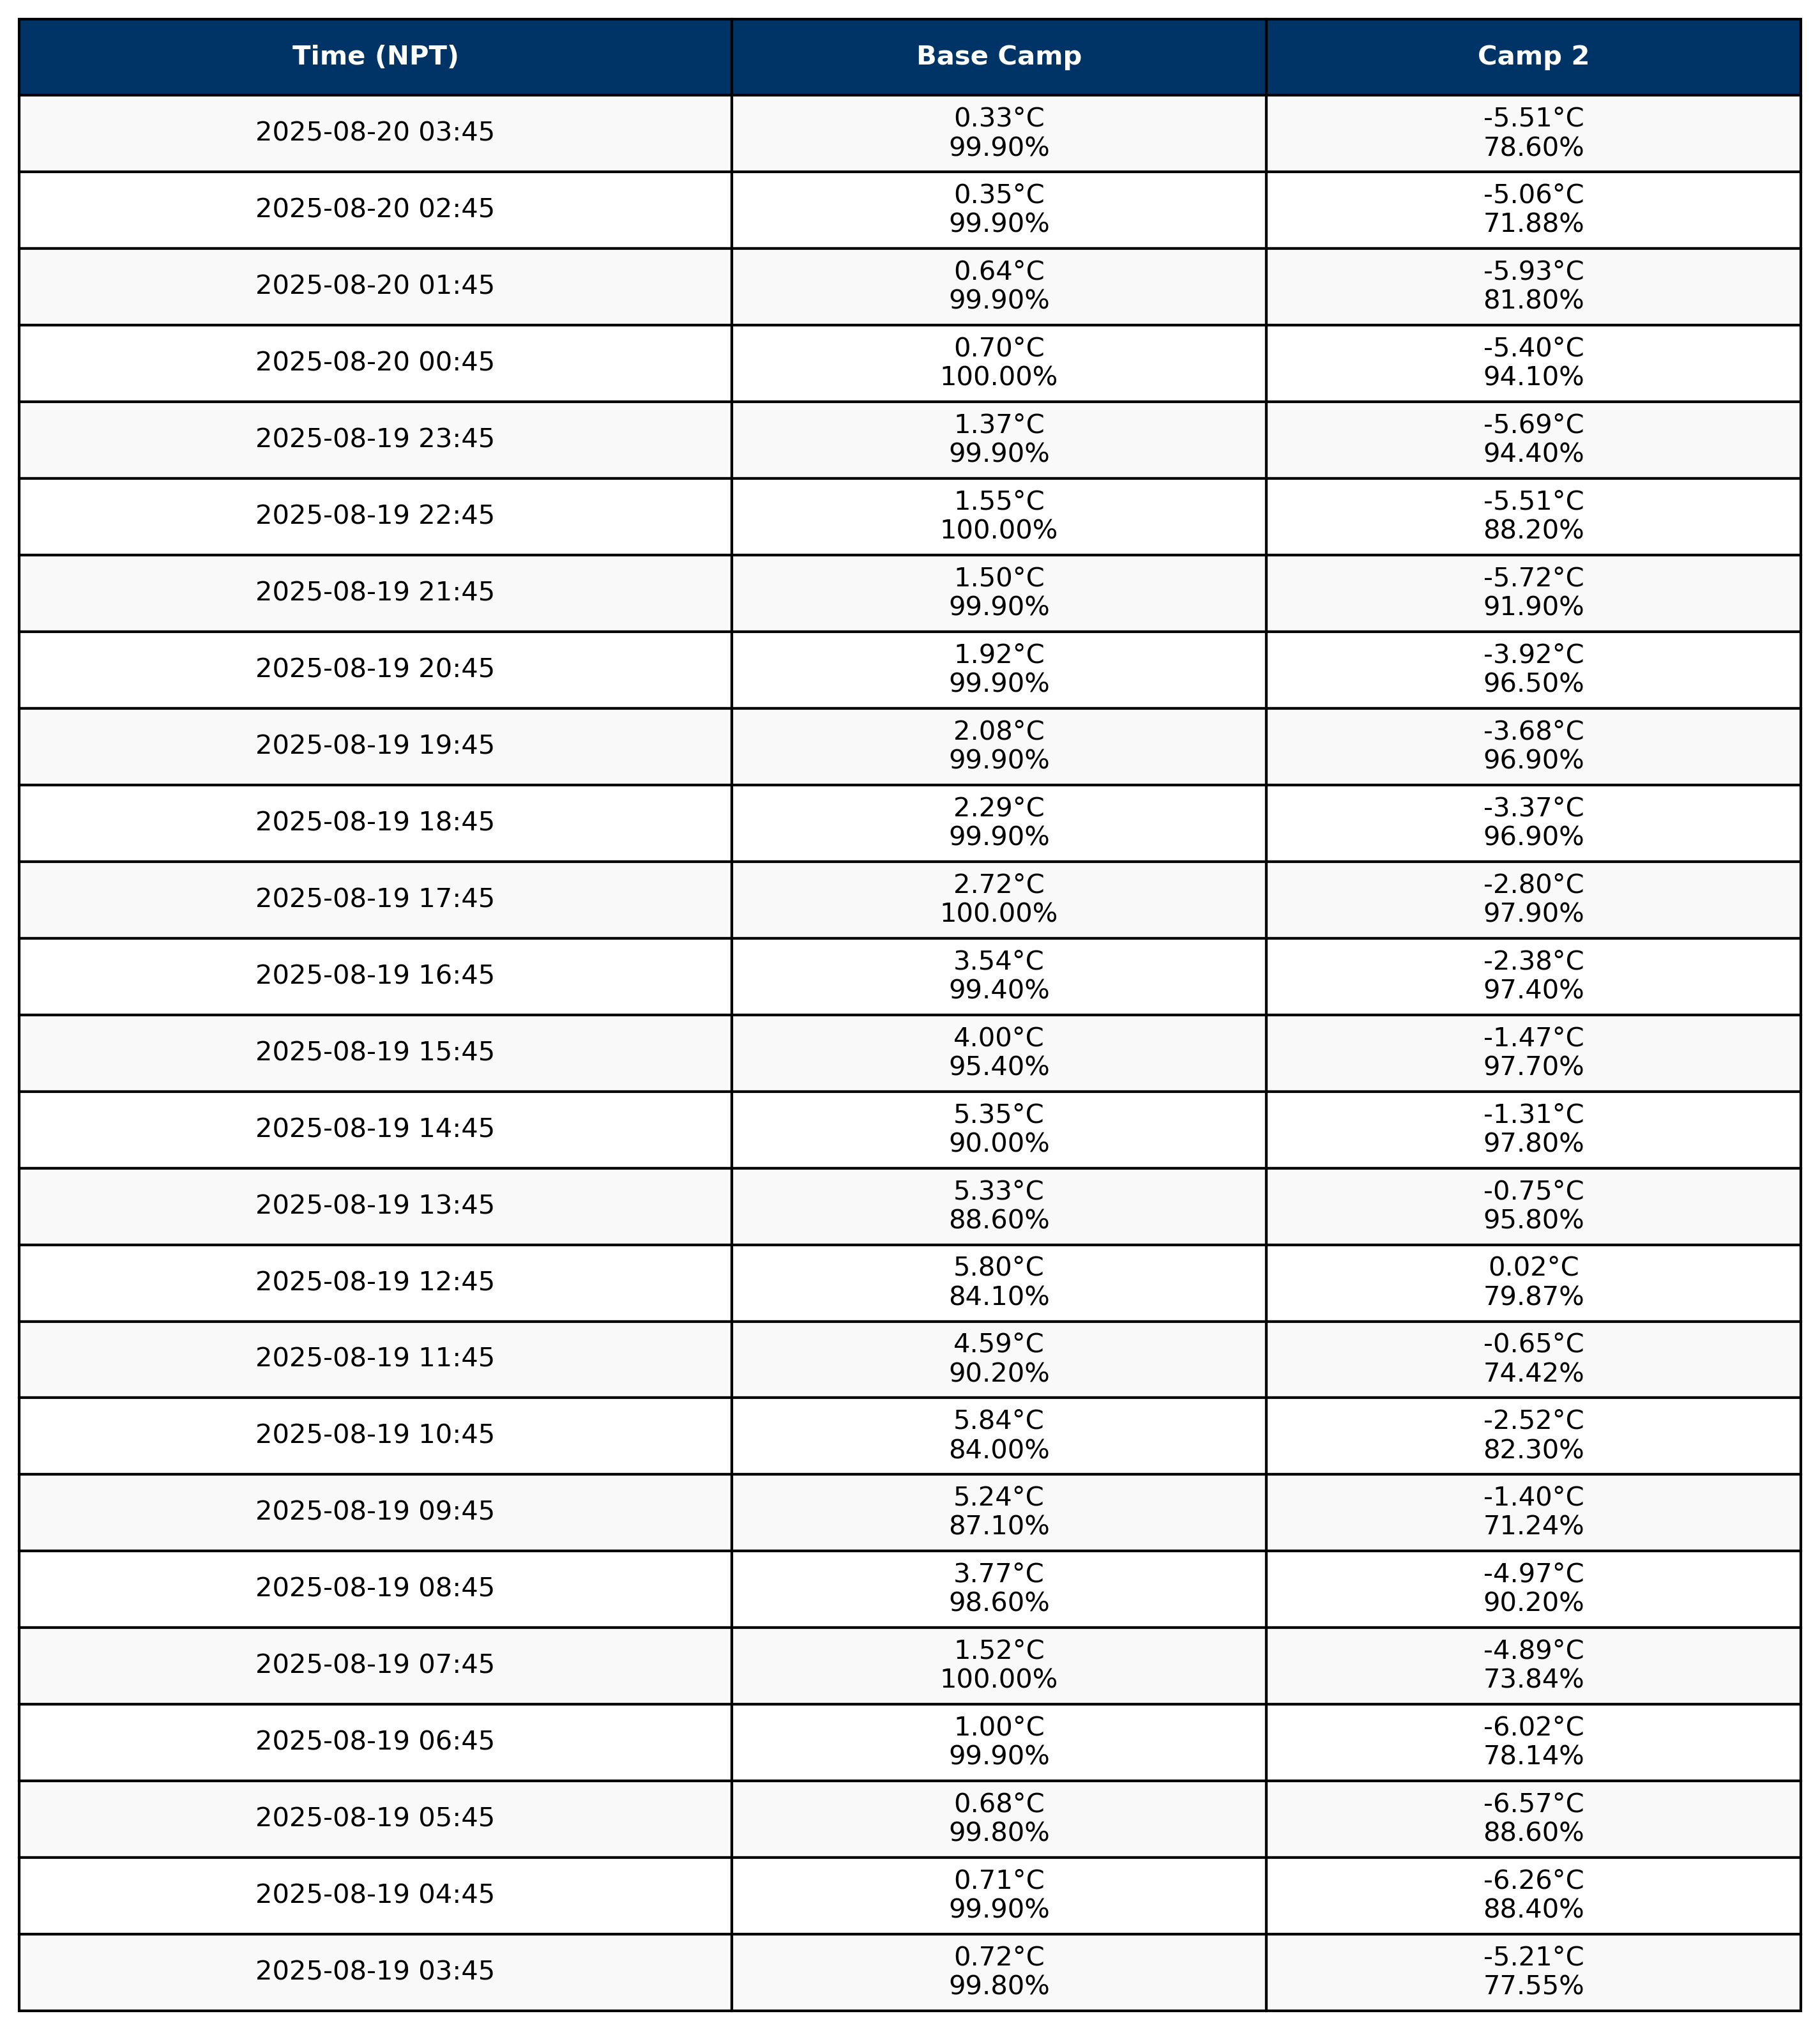 Time (NPT) Base Camp Camp 2
2025-08-20 03:45 0.33°C -5.51°C
99.90% 78.60%
2025-08-20 02:45 0.35°C -5.06°C
99.90% 71.88%
2025-08-20 01:45 0.64°C -5.93°C
99.90% 81.80%
2025-08-20 00:45 0.70°C -5.40°C
100.00% 94.10%
2025-08-19 23:45 1.37°C -5.69°C
99.90% 94.40%
2025-08-19 22:45 1.55°C -5.51°C
100.00% 88.20%
2025-08-19 21:45 1.50°C -5.72°C
99.90% 91.90%
2025-08-19 20:45 1.92°C -3.92°C
99.90% 96.50%
2025-08-19 19:45 2.08°C -3.68°C
99.90% 96.90%
2025-08-19 18:45 2.29°C -3.37°C
99.90% 96.90%
2025-08-19 17:45 2.72°C -2.80°C
100.00% 97.90%
2025-08-19 16:45 3.54°C -2.38°C
99.40% 97.40%
2025-08-19 15:45 4.00°C -1.47°C
95.40% 97.70%
2025-08-19 14:45 5.35°C -1.31°C
90.00% 97.80%
2025-08-19 13:45 5.33°C -0.75°C
88.60% 95.80%
2025-08-19 12:45 5.80°C 0.02°C
84.10% 79.87%
2025-08-19 11:45 4.59°C -0.65°C
90.20% 74.42%
2025-08-19 10:45 5.84°C -2.52°C
84.00% 82.30%
2025-08-19 09:45 5.24°C -1.40°C
87.10% 71.24%
2025-08-19 08:45 3.77°C -4.97°C
98.60% 90.20%
2025-08-19 07:45 1.52°C -4.89°C
100.00% 73.84%
2025-08-19 06:45 1.00°C -6.02°C
99.90% 78.14%
2025-08-19 05:45 0.68°C -6.57°C
99.80% 88.60%
2025-08-19 04:45 0.71°C -6.26°C
99.90% 88.40%
2025-08-19 03:45 0.72°C -5.21°C
99.80% 77.55%